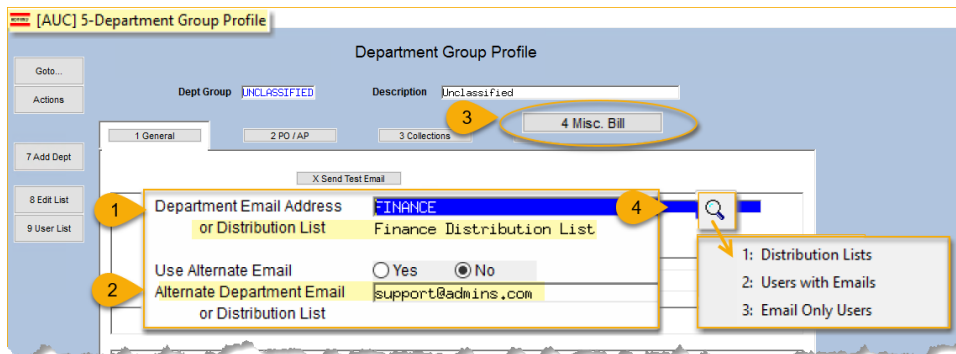 [AUC] 5-Department Group Profile
Department Group Profile
Goto...
Actions
Dept Group UNCLASSIFIED Description Unclassified
3
4 Misc. Bill
1 General 2 PO / AP 3 Collections
7 Add Dept
X Send Test Email
8 Edit List
9 User List
1 Department Email Address FINANCE 4
or Distribution List Finance Distribution List
Use Alternate Email Yes No
2 Alternate Department Email support@admins.com
or Distribution List
1: Distribution Lists
2: Users with Emails
3: Email Only Users